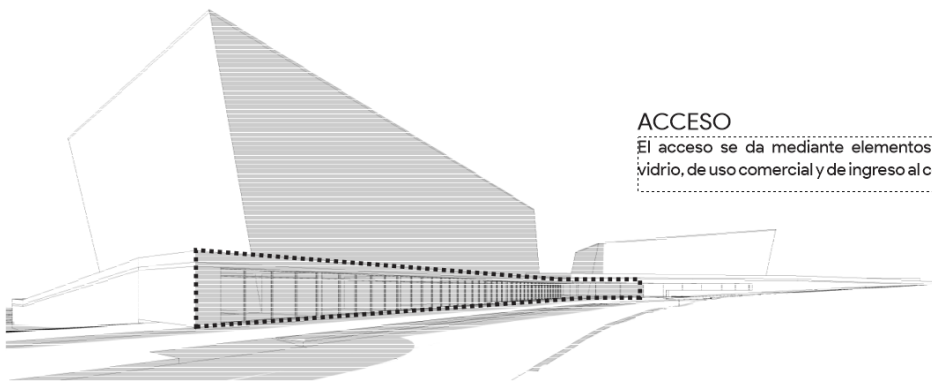 ACCESO
El acceso se da mediante elementos
vidrio, de uso comercial y de ingreso al c